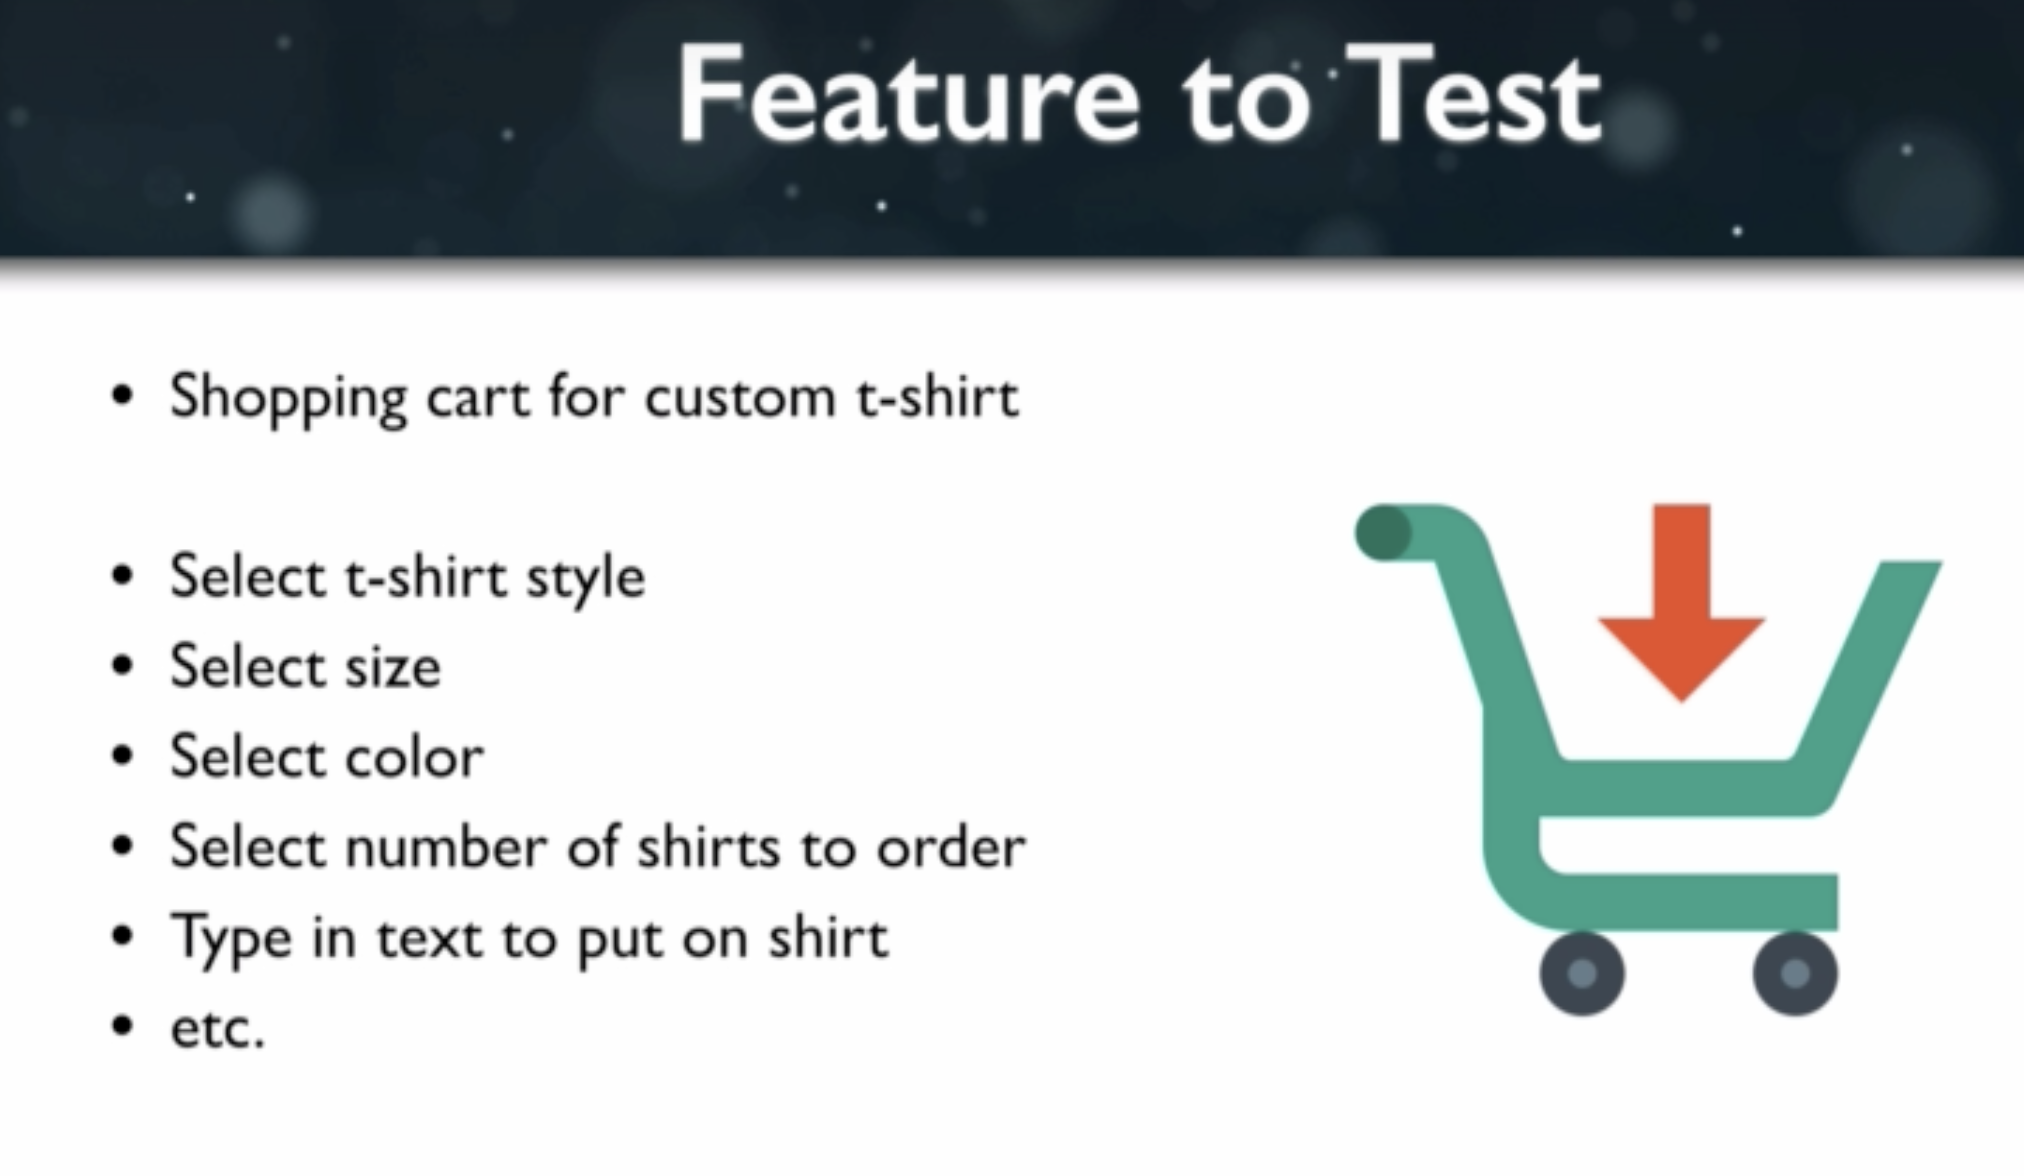 Feature to Test
• Shopping cart for custom t-shirt
• Select t-shirt style
• Select size
• Select color
• Select number of shirts to order
• Type in text to put on shirt
• etc.